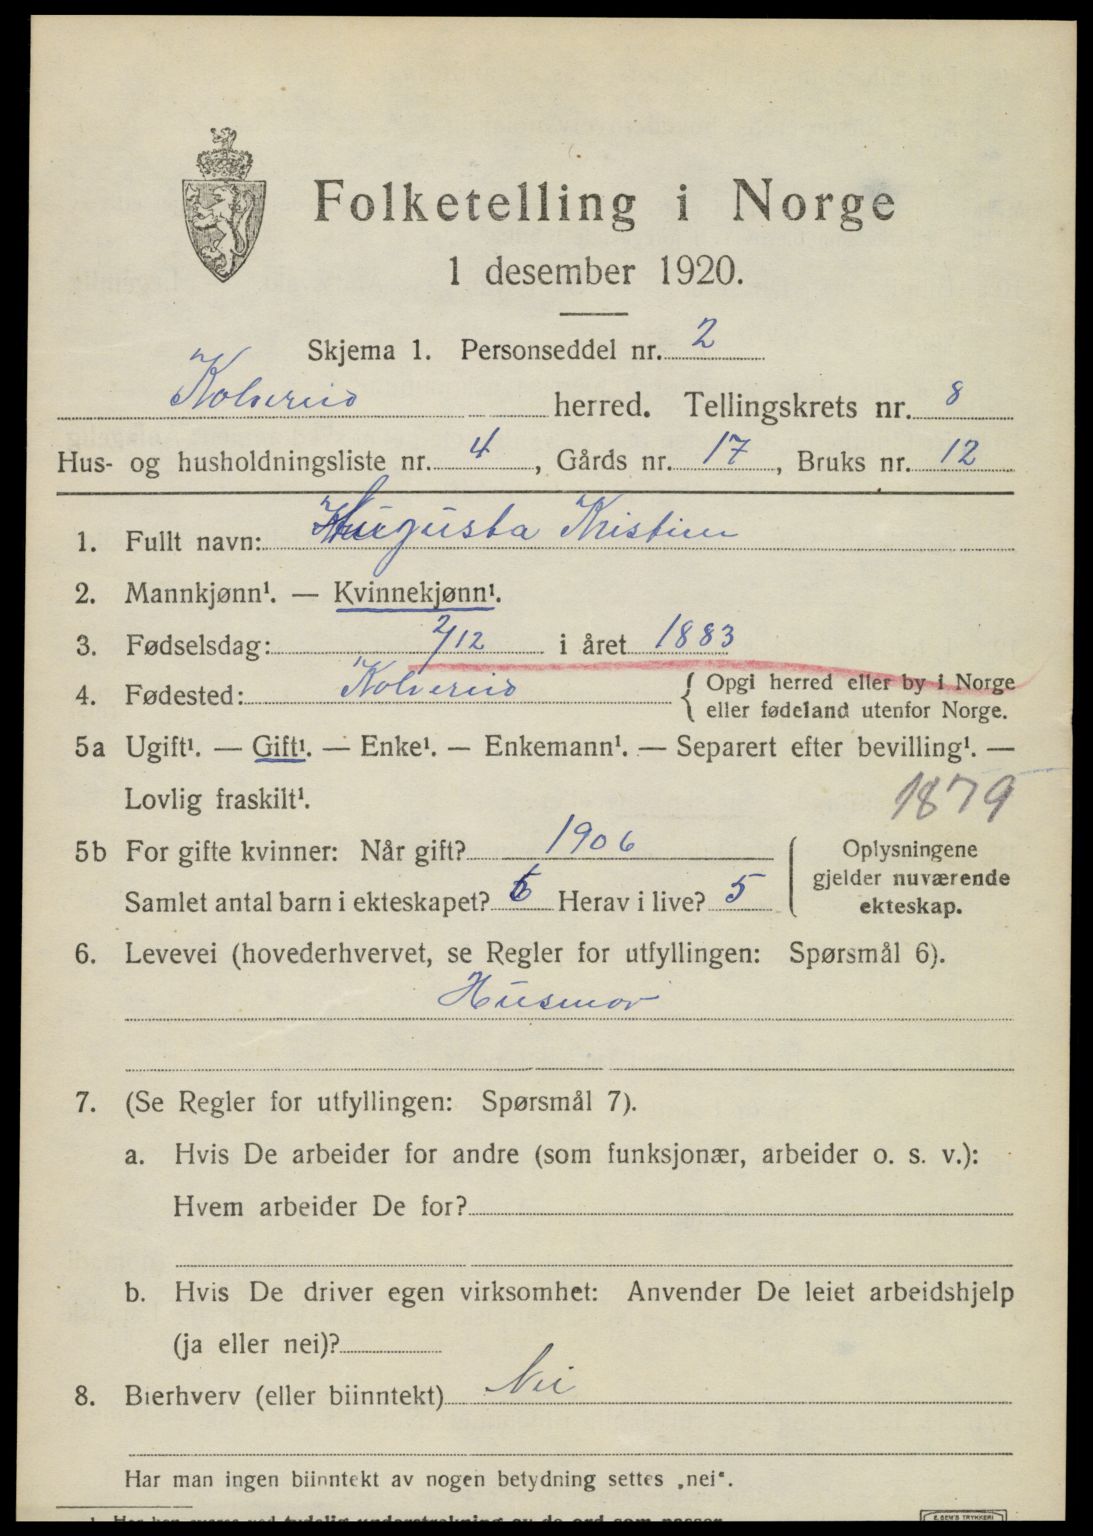 Folketelling i Norge
1 desember 1920.
Skjema 1. Personseddel nr. 2
Kolvereid herred. Tellingskrets nr. 8
Hus- og husholdningsliste nr. 4, Gårds nr. 17, Bruks nr. 12
1. Fullt navn: Augusta Kristine
2. Mannkjønn¹. — Kvinnekjønn¹.
3. Fødselsdag: 2/12 i året 1883
4. Fødested: Kolvereid { Opgi herred eller by i Norge
eller fødeland utenfor Norge.
5a Ugift¹. — Gift¹. — Enke¹. — Enkemann¹. — Separert efter bevilling¹. —
Lovlig fraskilt¹.
1879
5b For gifte kvinner: Når gift? 1906
Samlet antal barn i ekteskapet? Herav i live? 5
Oplysningene
gjelder nuværende
ekteskap.
6. Levevei (hovederhvervet, se Regler for utfyllingen: Spørsmål 6).
Husmor
7. (Se Regler for utfyllingen: Spørsmål 7).
a. Hvis De arbeider for andre (som funksjonær, arbeider o. s. v.):
Hvem arbeider De for?
b. Hvis De driver egen virksomhet: Anvender De leiet arbeidshjelp
(ja eller nei)?
8. Bierhverv (eller biinntekt) Nei
Har man ingen biinntekt av nogen betydning settes „nei“.